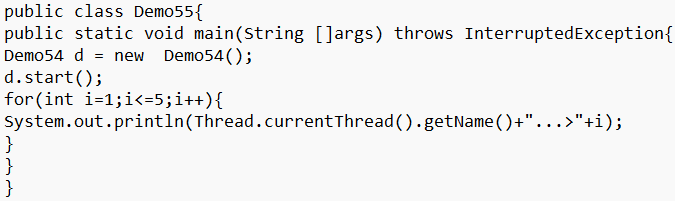 public class Demo55{
public static void main(String []args) throws InterruptedException{
Demo54 d = new  Demo54();
d.start();
for(int i=1;i<=5;i++){
System.out.println(Thread.currentThread().getName()+"...>"+i);
}
}
}